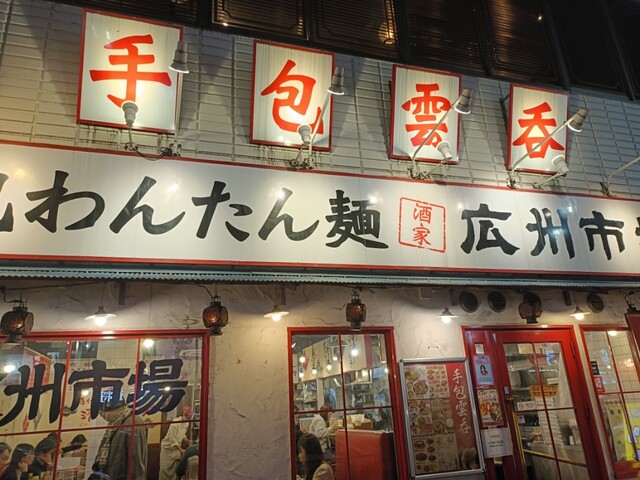 手包雲呑
わんたん麺 酒家 広州市
州市場
手包雲呑